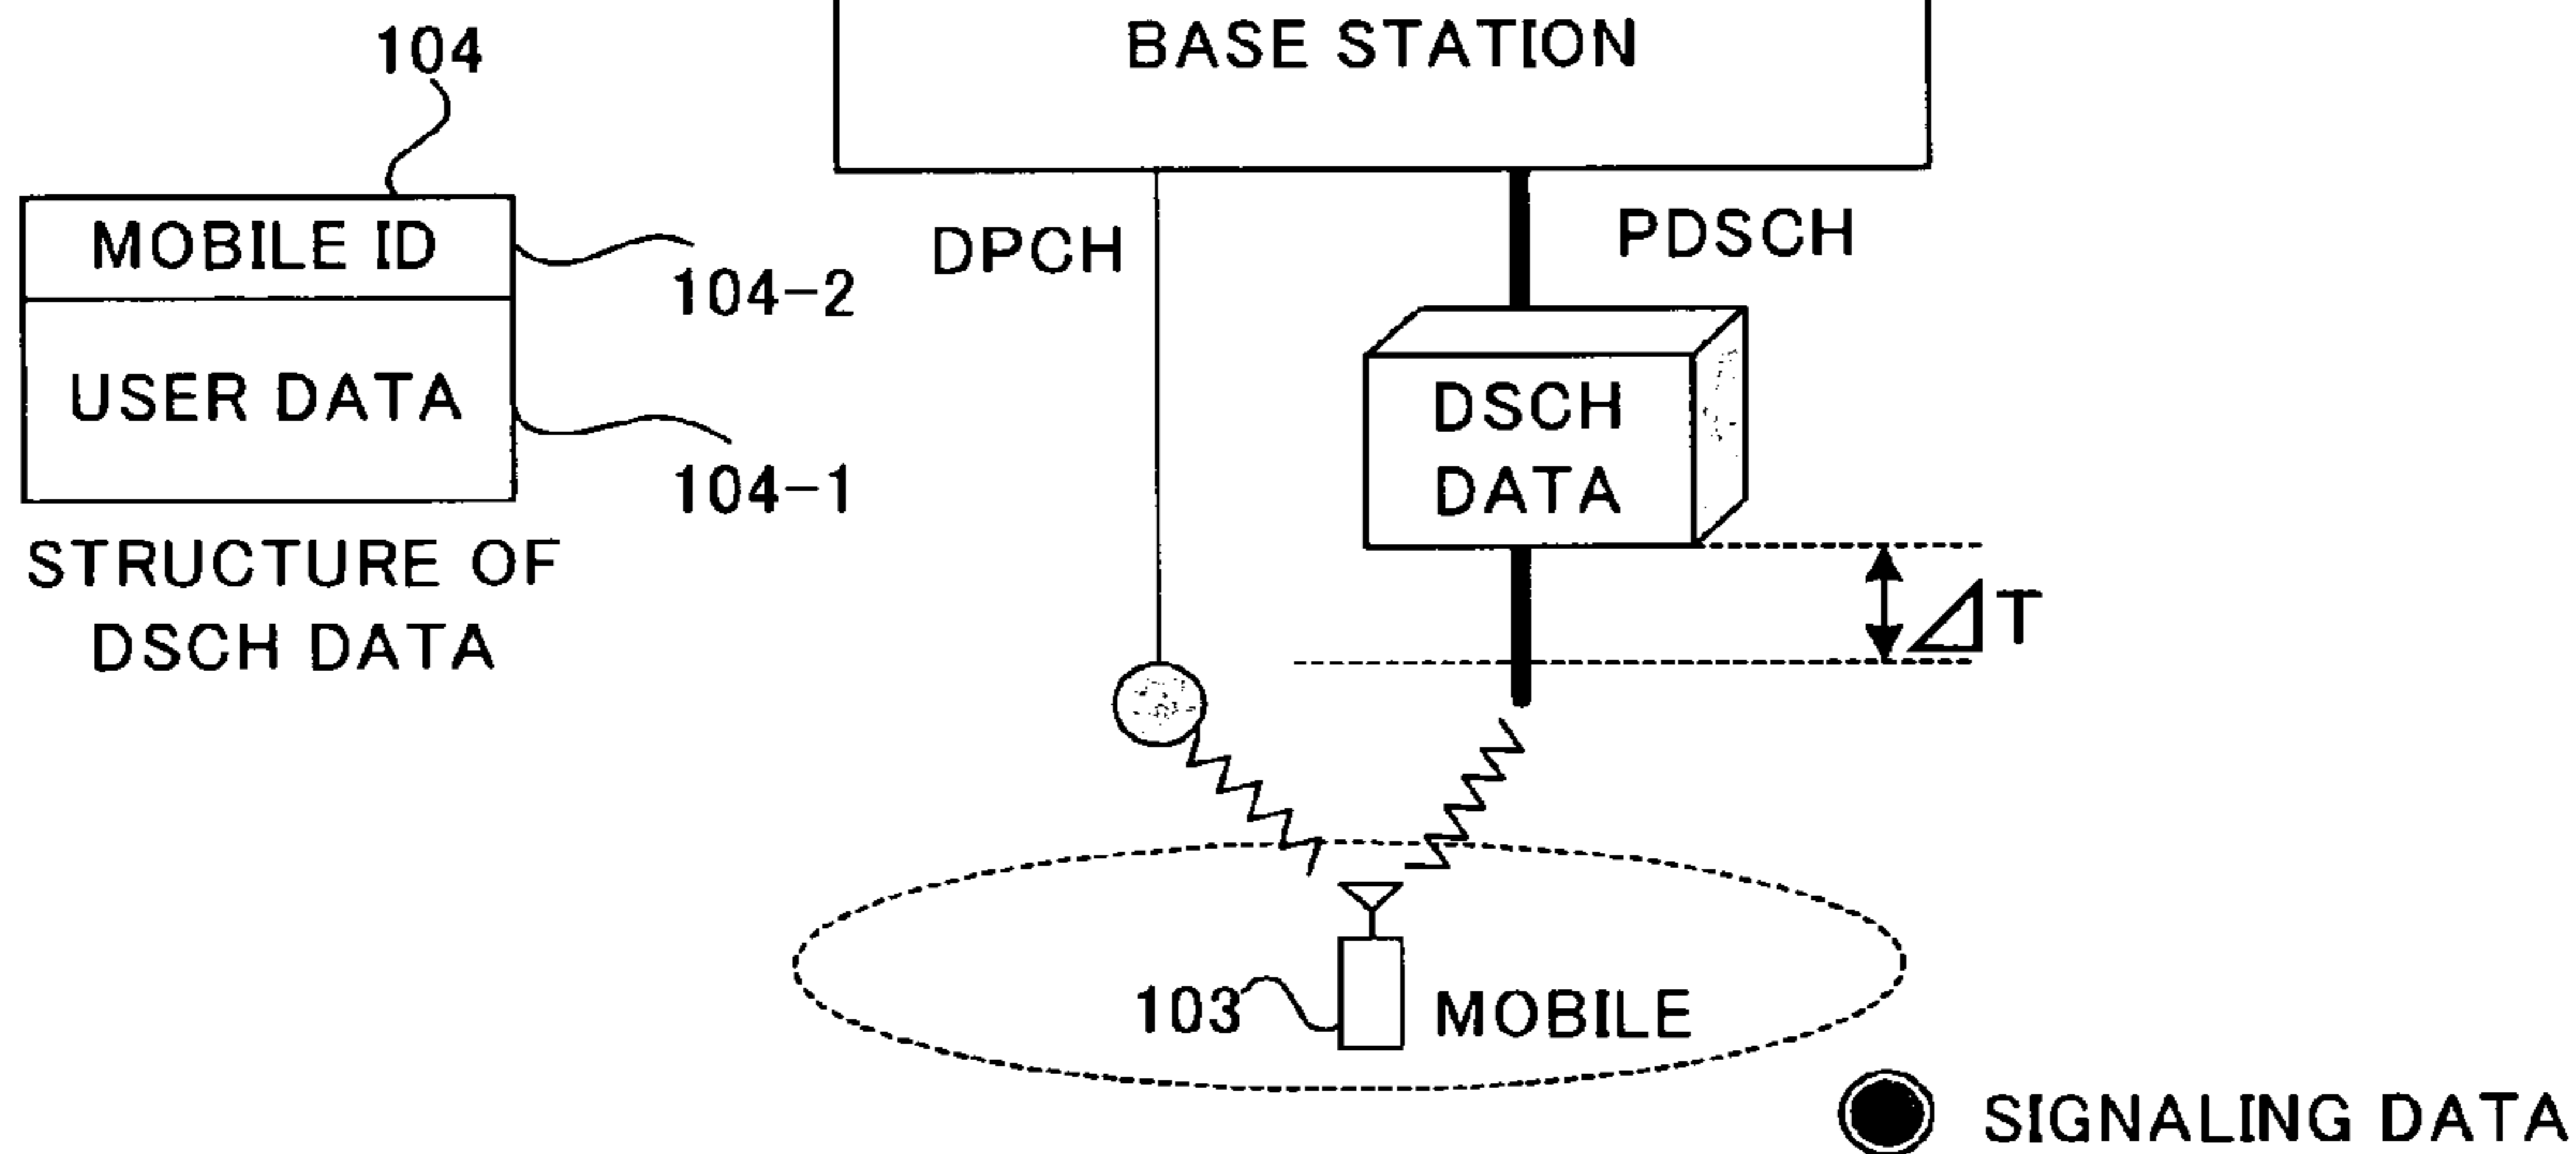 104
BASE STATION
MOBILE ID
104-2
USER DATA
104-1
STRUCTURE OF
DSCH DATA
DPCH
PDSCH
DSCH
DATA
⊿T
103
MOBILE
SIGNALING DATA